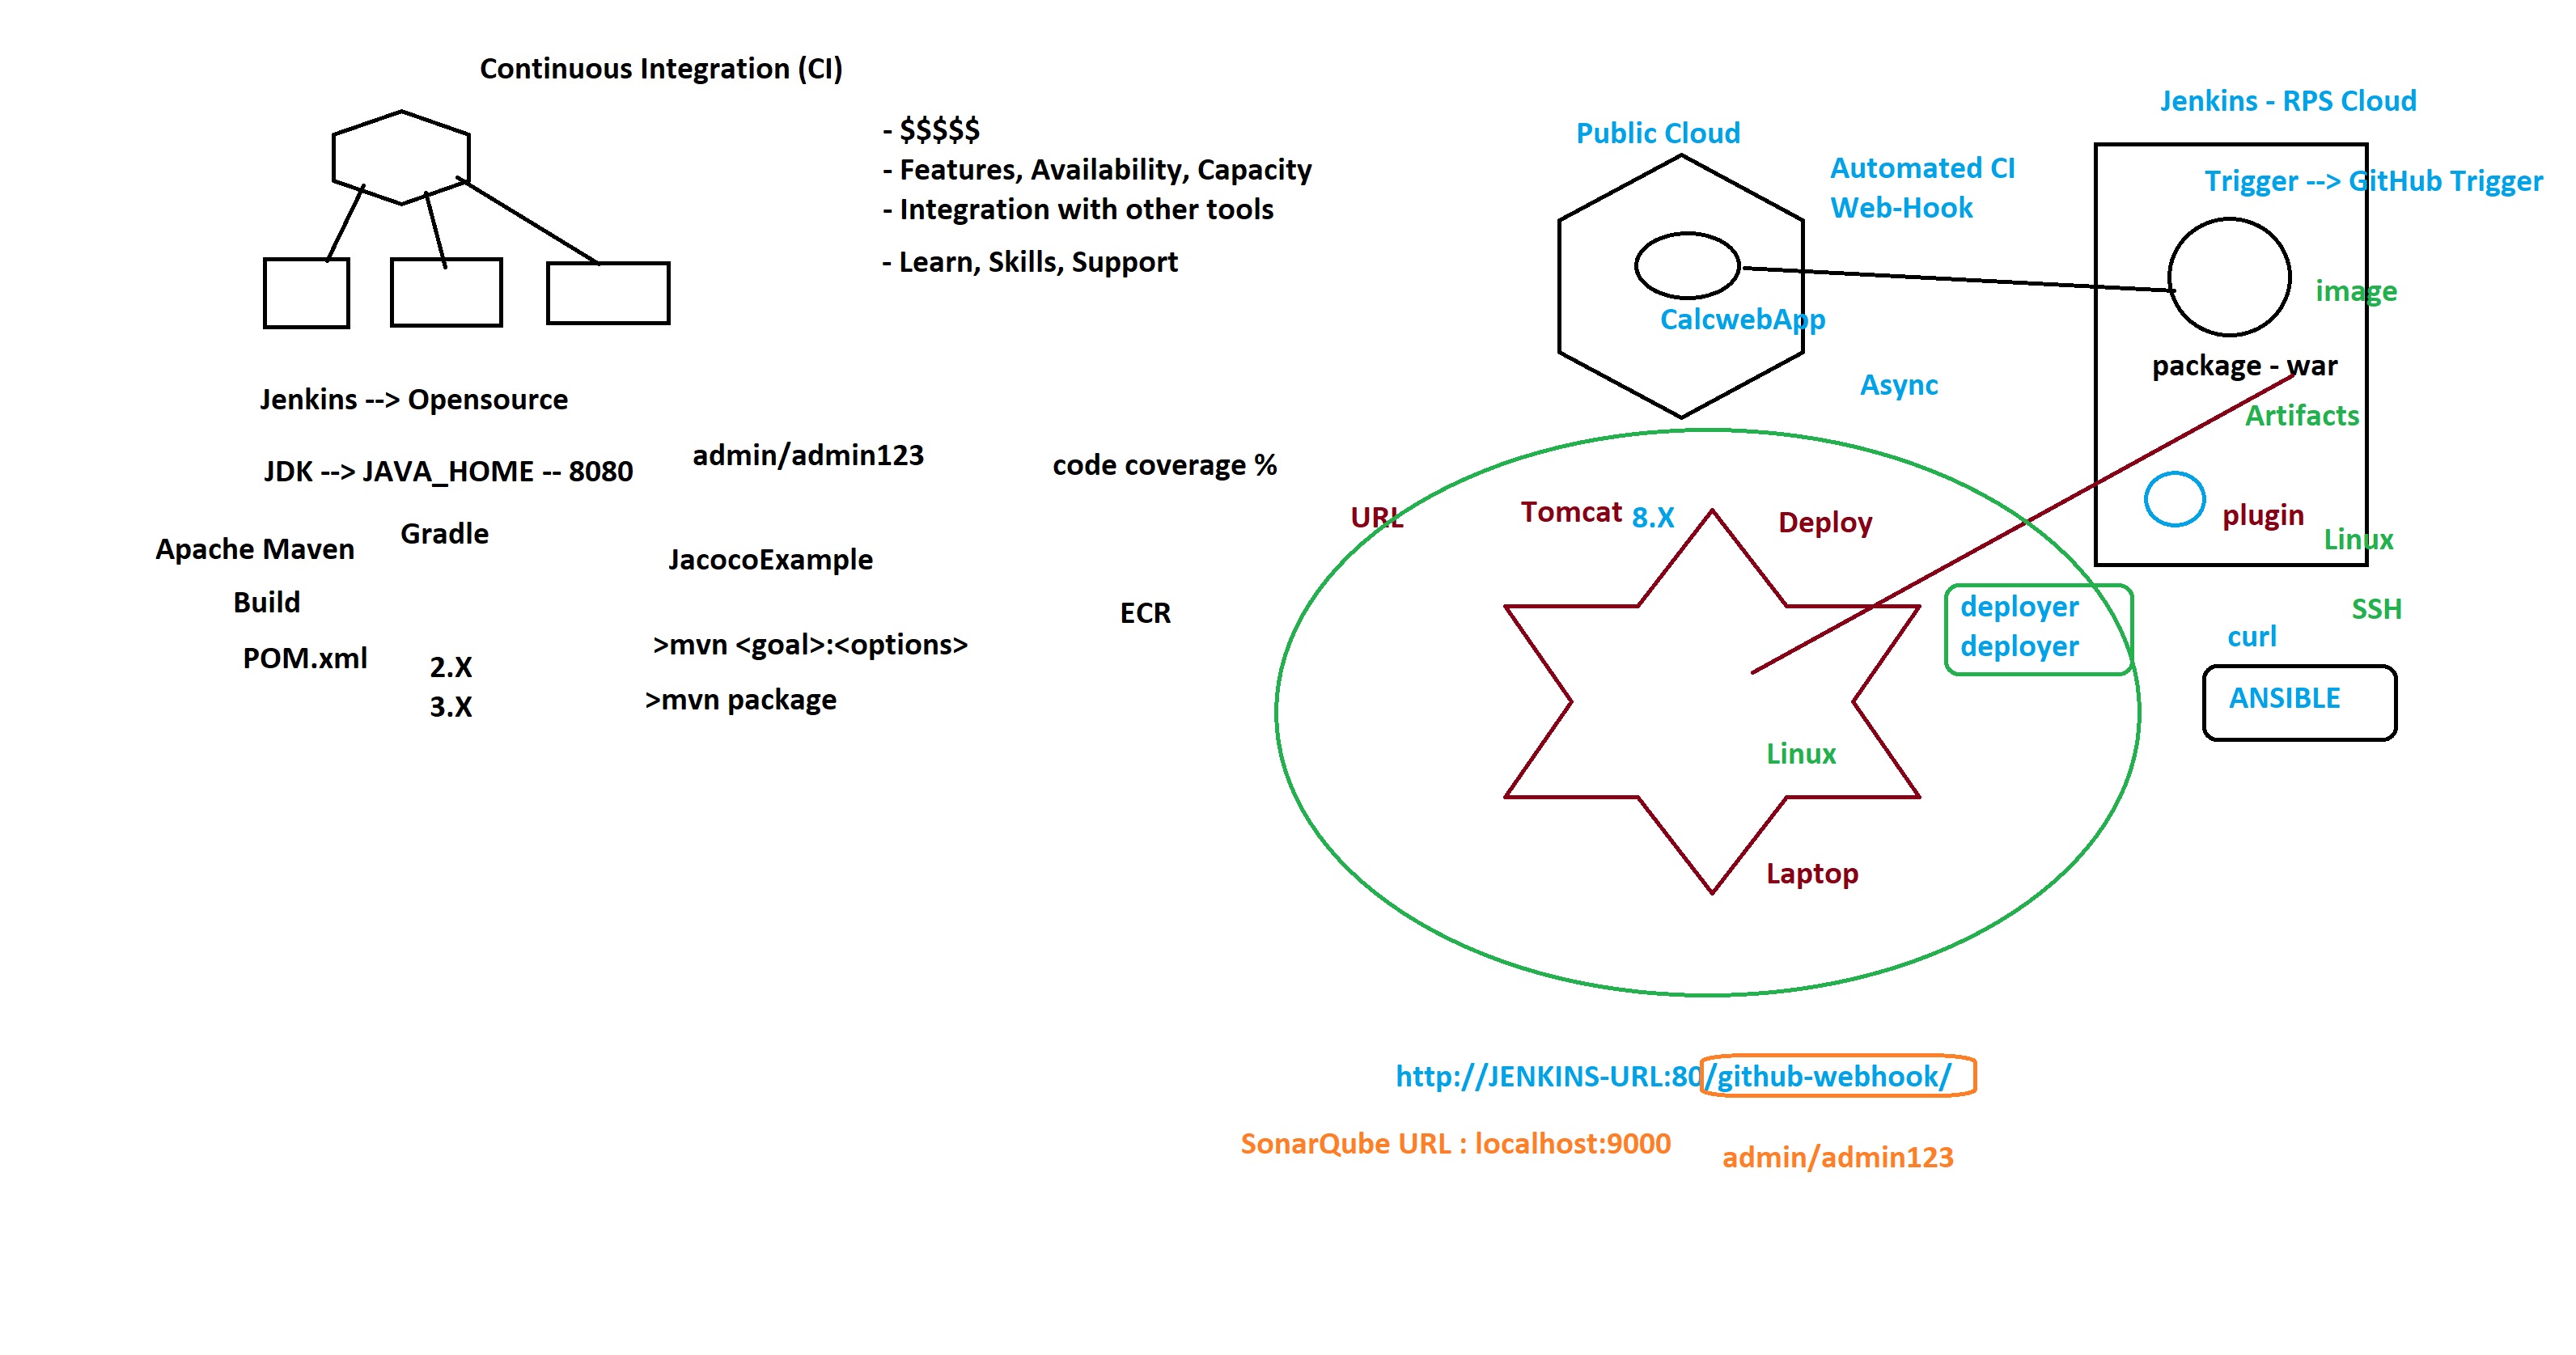 Continuous Integration (CI)
- $$$$$
- Features, Availability, Capacity
- Integration with other tools
- Learn, Skills, Support
Jenkins --> Opensource
JDK --> JAVA_HOME -- 8080
admin/admin123
code coverage %
Apache Maven
Gradle
JacocoExample
Build
ECR
POM.xml
>mvn <goal>:<options>
2.X
3.X
>mvn package
Public Cloud
Automated CI
Web-Hook
CalcwebApp
Async
Jenkins - RPS Cloud
Trigger --> GitHub Trigger
image
package - war
Artifacts
plugin
Linux
SSH
curl
ANSIBLE
URL
Tomcat 8.X
Deploy
deployer
deployer
Linux
Laptop
http://JENKINS-URL:80/github-webhook/
SonarQube URL : localhost:9000
admin/admin123